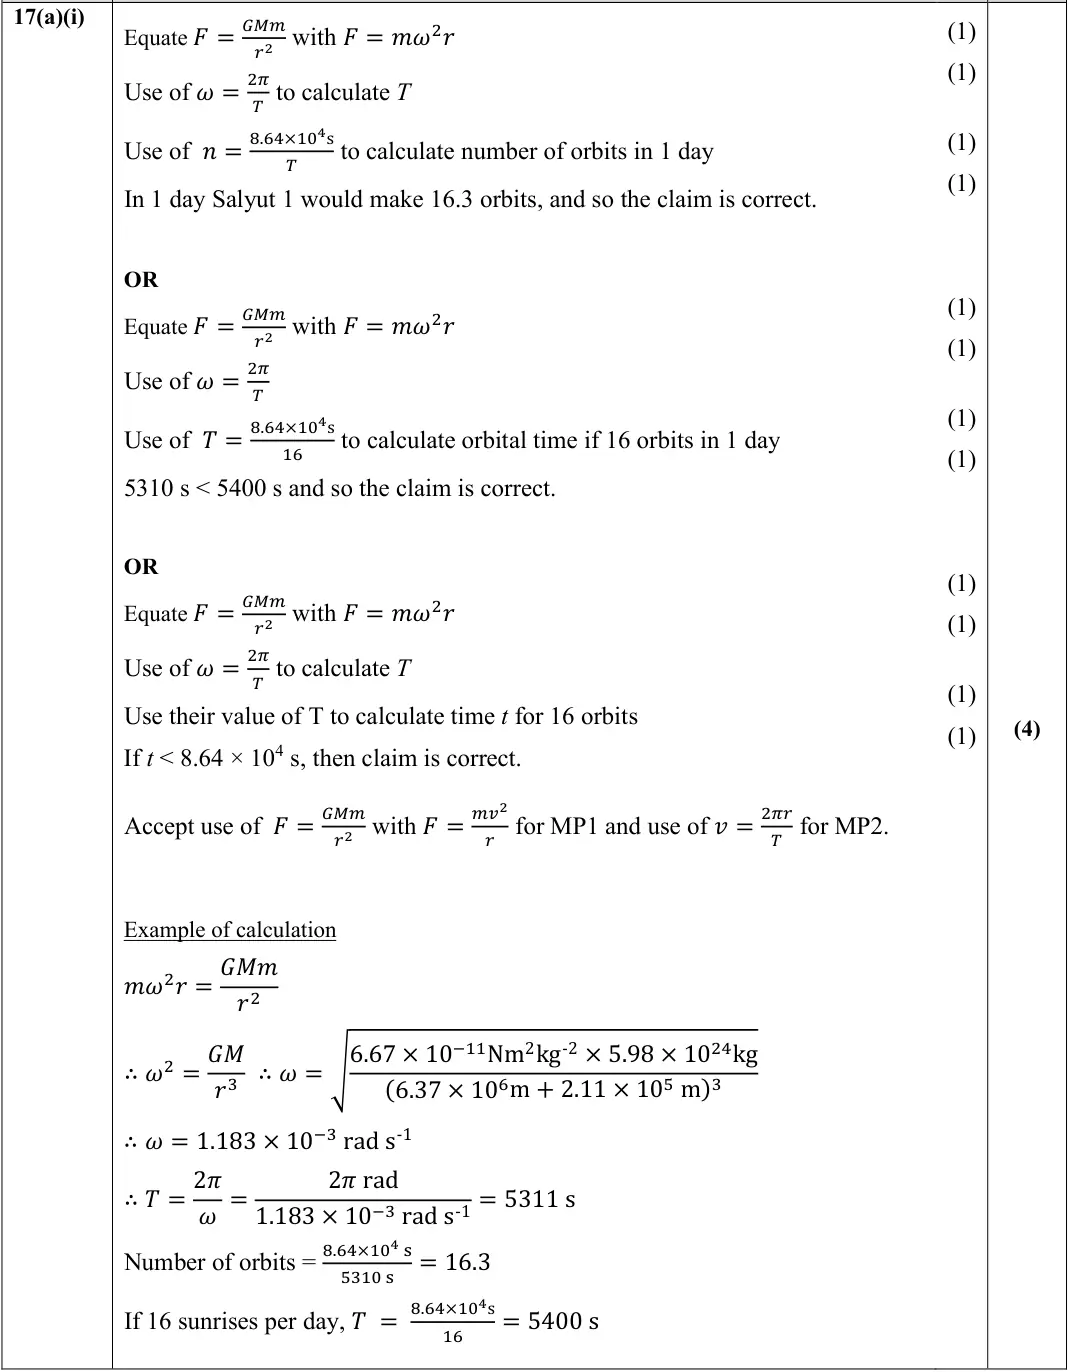 17(a)(i)
Equate F = GMm/r² with F = mω²r (1)
(1)
Use of ω = 2π/T to calculate T
Use of n = 8.64×10⁴s/T to calculate number of orbits in 1 day (1)
(1)
In 1 day Salyut 1 would make 16.3 orbits, and so the claim is correct.
OR
Equate F = GMm/r² with F = mω²r (1)
(1)
Use of ω = 2π/T
Use of T = 8.64×10⁴s/16 to calculate orbital time if 16 orbits in 1 day (1)
(1)
5310 s < 5400 s and so the claim is correct.
OR
(1)
Equate F = GMm/r² with F = mω²r (1)
Use of ω = 2π/T to calculate T
(1)
Use their value of T to calculate time t for 16 orbits
(1) (4)
If t < 8.64 × 10⁴ s, then claim is correct.
Accept use of F = GMm/r² with F = mv²/r for MP1 and use of v = 2πr/T for MP2.
Example of calculation
mω²r = GMm/r²
∴ ω² = GM/r³ ∴ ω = √(6.67 × 10⁻¹¹Nm²kg⁻² × 5.98 × 10²⁴kg/(6.37 × 10⁶m + 2.11 × 10⁵ m)³)
∴ ω = 1.183 × 10⁻³ rad s⁻¹
∴ T = 2π/ω = 2π rad/1.183 × 10⁻³ rad s⁻¹ = 5311 s
Number of orbits = 8.64×10⁴ s/5310 s = 16.3
If 16 sunrises per day, T = 8.64×10⁴s/16 = 5400 s